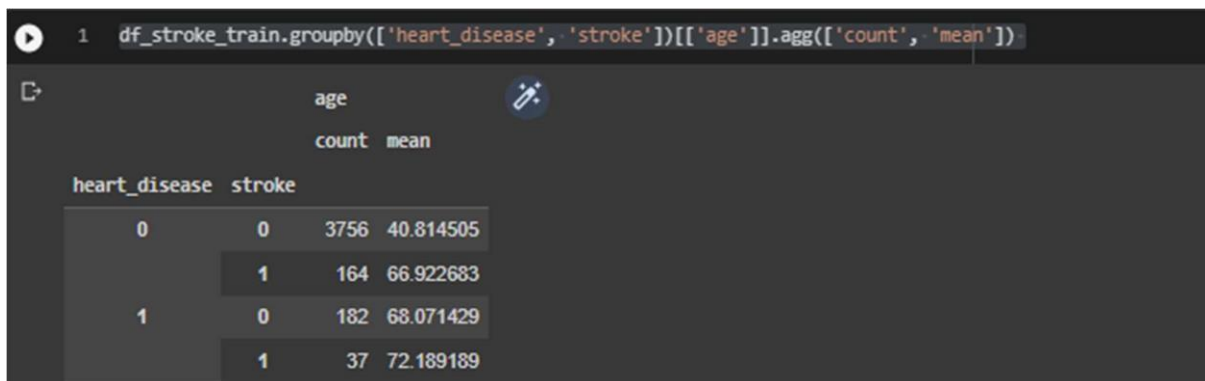 1 df_stroke_train.groupby(['heart_disease', 'stroke'])[['age']].agg(['count', 'mean'])
age
count mean
heart_disease stroke
0 0 3756 40.814505
1 164 66.922683
1 0 182 68.071429
1 37 72.189189